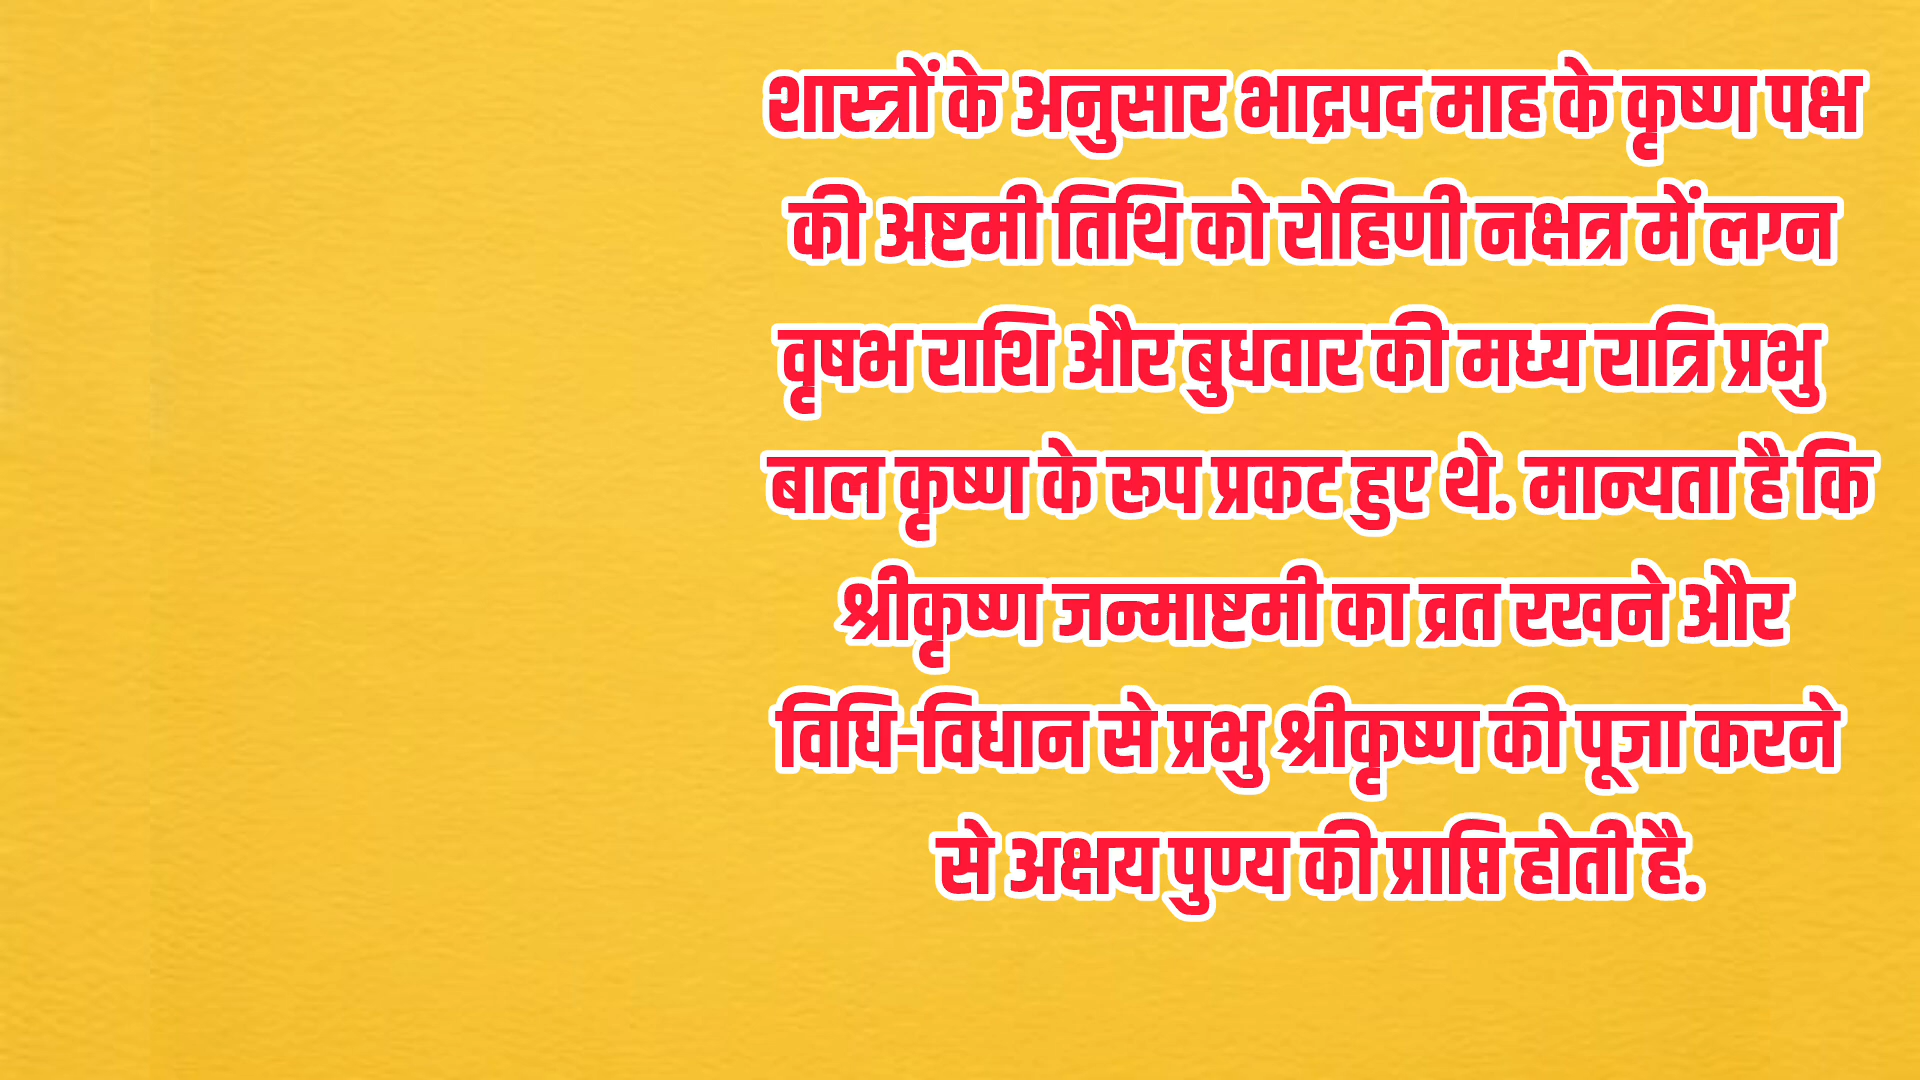 शास्त्रों के अनुसार भाद्रपद माह के कृष्ण पक्ष
की अष्टमी तिथि को रोहिणी नक्षत्र में लग्न
वृषभ राशि और बुधवार की मध्य रात्रि प्रभु
बाल कृष्ण के रूप प्रकट हुए थे. मान्यता है कि
श्रीकृष्ण जन्माष्टमी का व्रत रखने और
विधि-विधान से प्रभु श्रीकृष्ण की पूजा करने
से अक्षय पुण्य की प्राप्ति होती है.